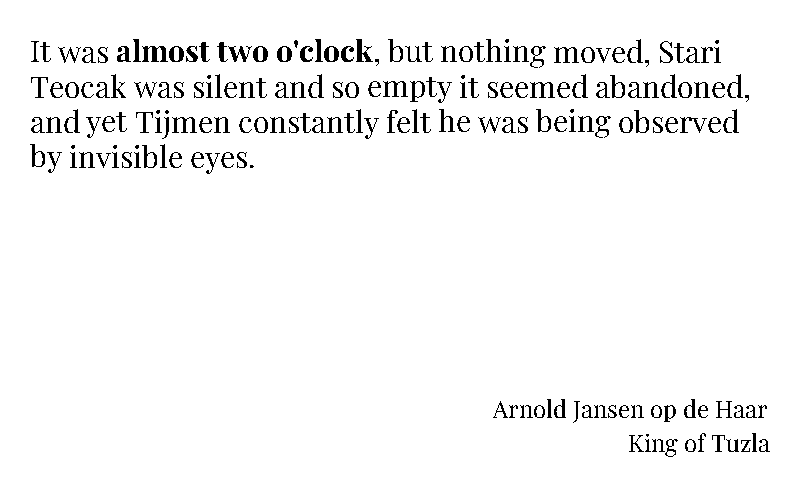 It was almost two o'clock, but nothing moved, Stari
Teocak was silent and so empty it seemed abandoned,
and yet Tijmen constantly felt he was being observed
by invisible eyes.
Arnold Jansen op de Haar
King of Tuzla